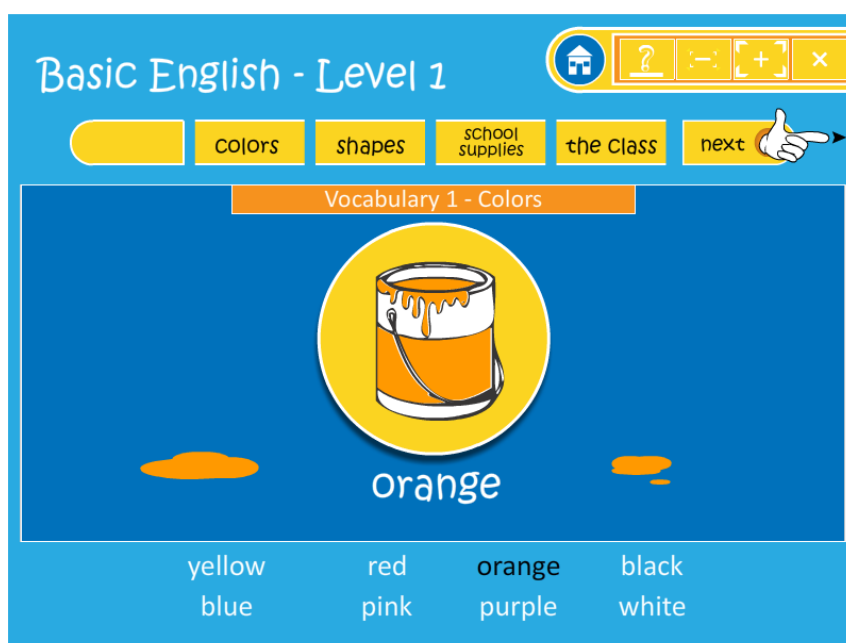 Basic English - Level 1
?
colors
shapes
school
supplies
the class
next
Vocabulary 1 - Colors
orange
yellow red orange black
blue pink purple white